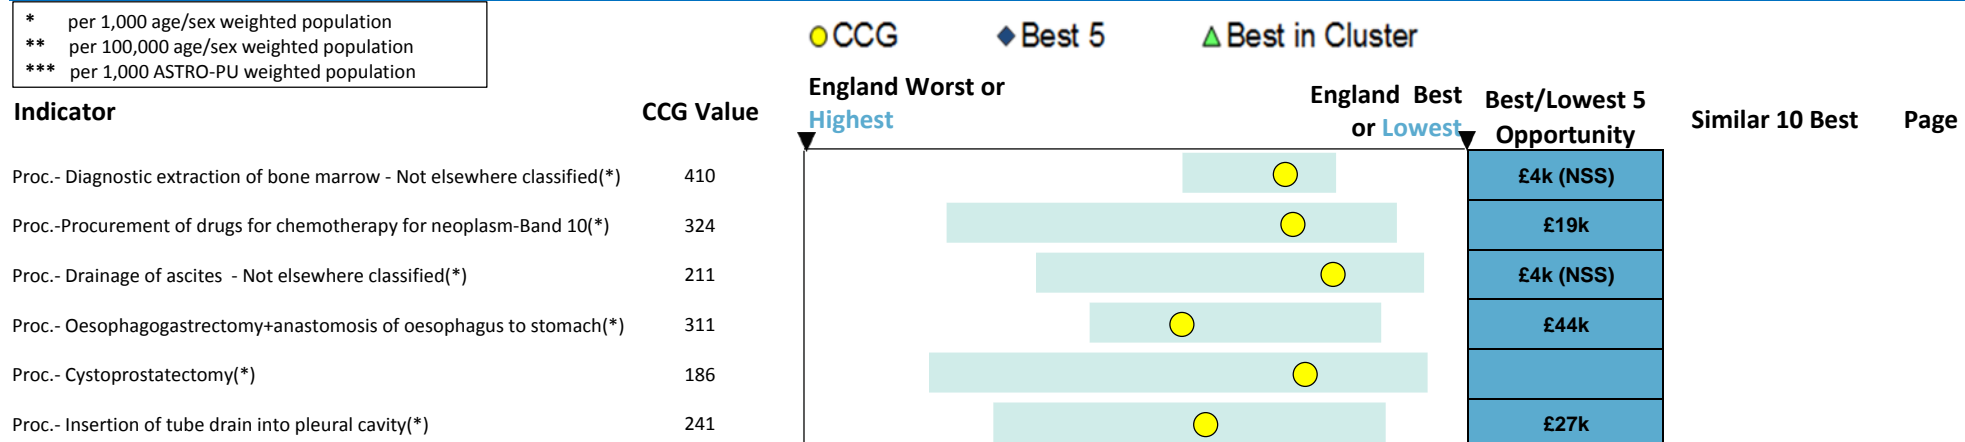 * per 1,000 age/sex weighted population
** per 100,000 age/sex weighted population
*** per 1,000 ASTRO-PU weighted population
CCG Best 5 Best in Cluster
Indicator CCG Value England Worst or Highest England Best or Lowest Best/Lowest 5 Opportunity Similar 10 Best Page
Proc.- Diagnostic extraction of bone marrow - Not elsewhere classified(*) 410 £4k (NSS)
Proc.-Procurement of drugs for chemotherapy for neoplasm-Band 10(*) 324 £19k
Proc.- Drainage of ascites - Not elsewhere classified(*) 211 £4k (NSS)
Proc.- Oesophagogastrectomy+anastomosis of oesophagus to stomach(*) 311 £44k
Proc.- Cystoprostatectomy(*) 186
Proc.- Insertion of tube drain into pleural cavity(*) 241 £27k